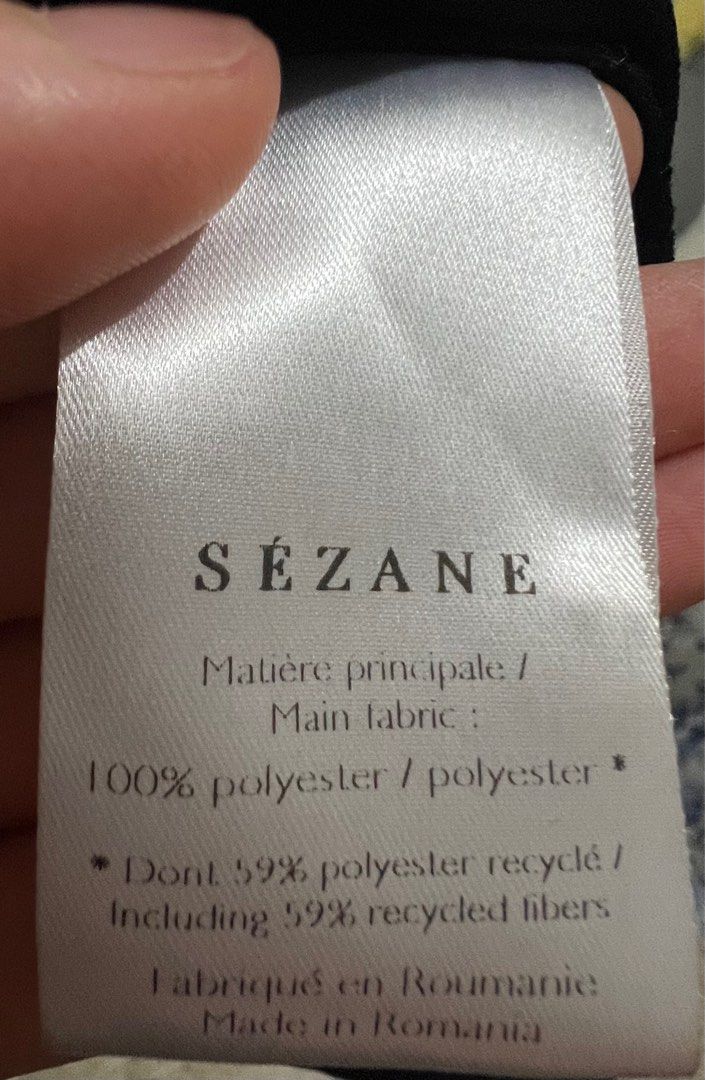 SÉZANE
Matière principale /
Main fabric :
100% polyester / polyester *
* Dont 59% polyester recyclé /
Including 59% recycled fibers
Fabriqué en Roumanie
Made in Romania